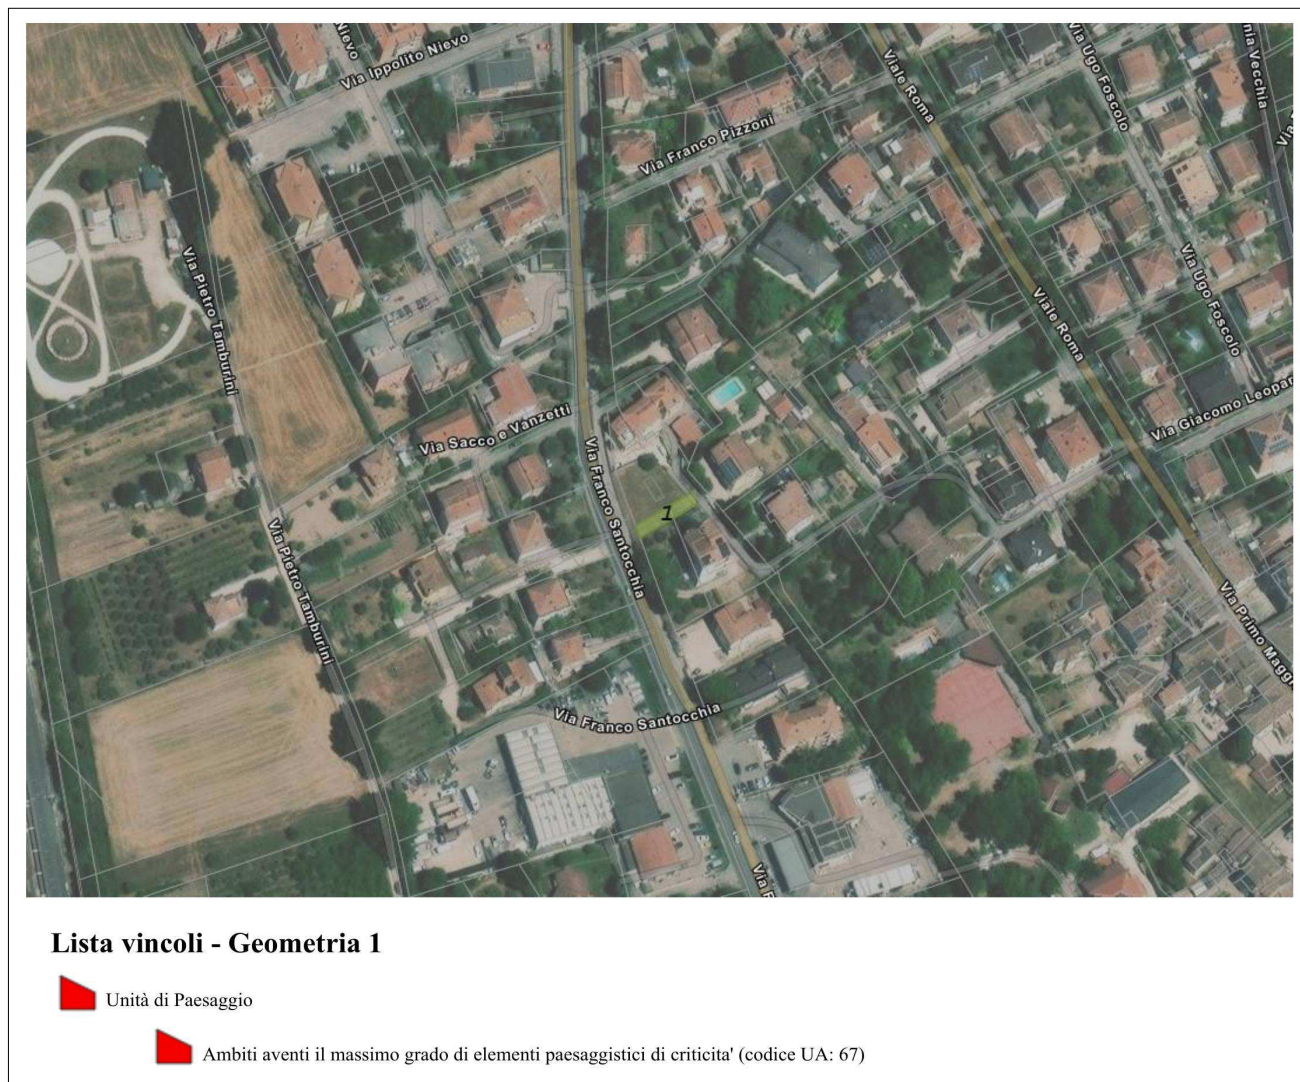 Nievo
Via Ippolito Nievo
Viale Roma
Via Ugo Foscolo
nia Vecchia
Via Franco Pizzoni
Via Pietro Tamburini
Viale Roma
Via Ugo Foscolo
Via Giacomo Leopar
Via Sacco e Vanzetti
Via Franco Santocchia
1
Via Pietro Tamburini
Via Primo Maggi
Via Franco Santocchia
Via F
Lista vincoli - Geometria 1
Unità di Paesaggio
Ambiti aventi il massimo grado di elementi paesaggistici di criticita' (codice UA: 67)